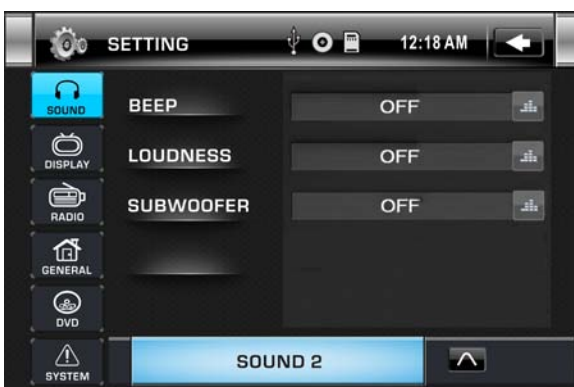 SETTING 12:18 AM
SOUND
BEEP OFF
DISPLAY
LOUDNESS OFF
RADIO
SUBWOOFER OFF
GENERAL
DVD
SYSTEM
SOUND 2